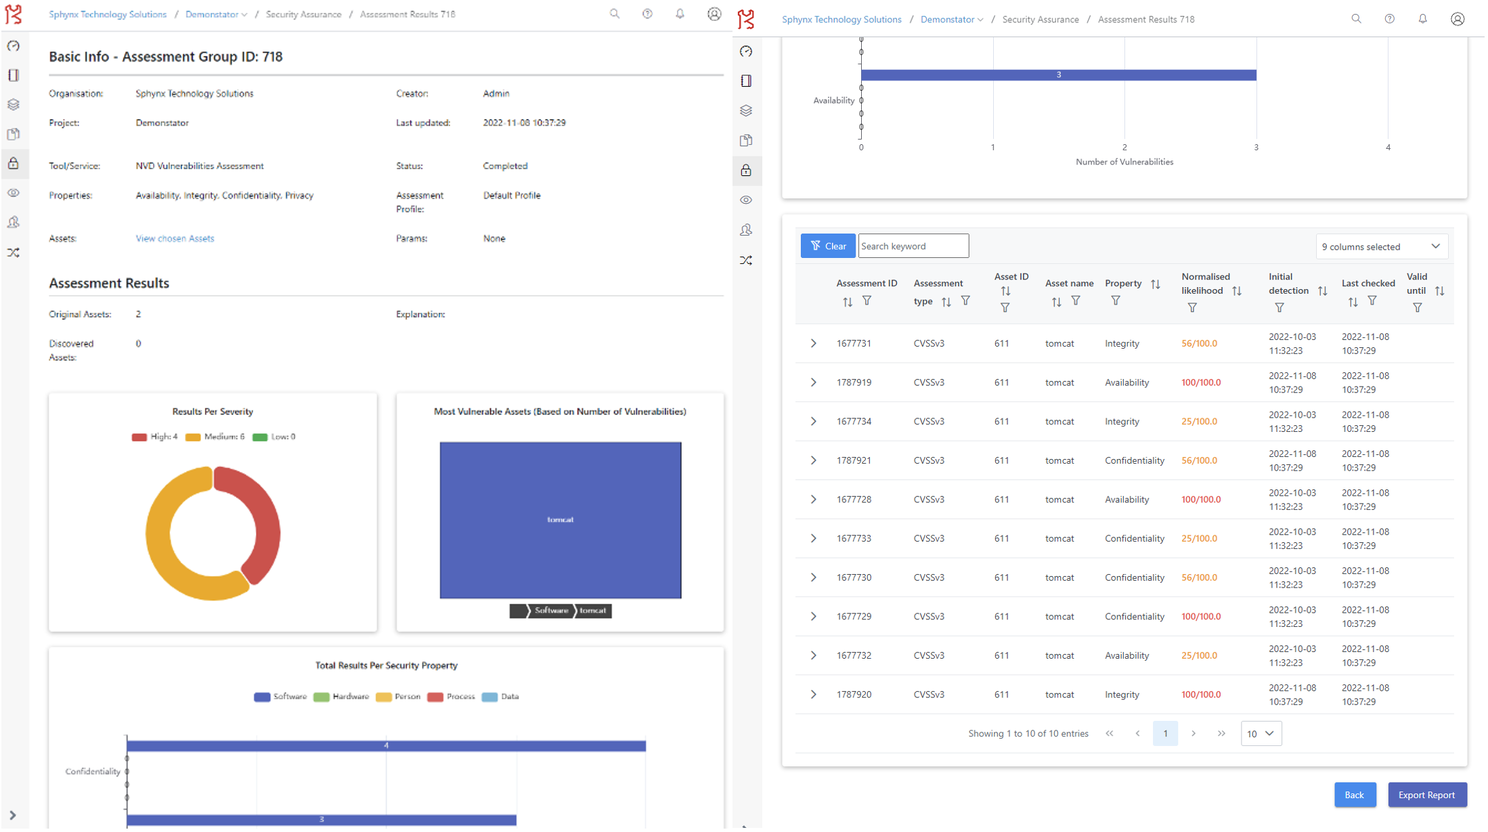 Sphynx Technology Solutions / Demonstator / Security Assurance / Assessment Results 718
Basic Info - Assessment Group ID: 718
Organisation: Sphynx Technology Solutions Creator: Admin
Project: Demonstator Last updated: 2022-11-08 10:37:29
Tool/Service: NVD Vulnerabilities Assessment Status: Completed
Properties: Availability, Integrity, Confidentiality, Privacy Assessment Profile: Default Profile
Assets: View chosen Assets Params: None
Assessment Results
Original Assets: 2 Explanation:
Discovered Assets: 0
Results Per Severity
High: 4 Medium: 6 Low: 0
Most Vulnerable Assets (Based on Number of Vulnerabilities)
tomcat
Software tomcat
Total Results Per Security Property
Software Hardware Person Process Data
4
Confidentiality
0
0
0
0
3
Sphynx Technology Solutions / Demonstator / Security Assurance / Assessment Results 718
0
0
3
Availability
0
0
0
0
0 1 2 3 4
Number of Vulnerabilities
Clear Search keyword 9 columns selected
Assessment ID Assessment type Asset ID Asset name Property Normalised likelihood Initial detection Last checked Valid until
1677731 CVSSv3 611 tomcat Integrity 56/100.0 2022-10-03 11:32:23 2022-11-08 10:37:29
1787919 CVSSv3 611 tomcat Availability 100/100.0 2022-11-08 10:37:29 2022-11-08 10:37:29
1677734 CVSSv3 611 tomcat Integrity 25/100.0 2022-10-03 11:32:23 2022-11-08 10:37:29
1787921 CVSSv3 611 tomcat Confidentiality 56/100.0 2022-11-08 10:37:29 2022-11-08 10:37:29
1677728 CVSSv3 611 tomcat Availability 100/100.0 2022-10-03 11:32:23 2022-11-08 10:37:29
1677733 CVSSv3 611 tomcat Confidentiality 25/100.0 2022-10-03 11:32:23 2022-11-08 10:37:29
1677730 CVSSv3 611 tomcat Confidentiality 56/100.0 2022-10-03 11:32:23 2022-11-08 10:37:29
1677729 CVSSv3 611 tomcat Confidentiality 100/100.0 2022-10-03 11:32:23 2022-11-08 10:37:29
1677732 CVSSv3 611 tomcat Availability 25/100.0 2022-10-03 11:32:23 2022-11-08 10:37:29
1787920 CVSSv3 611 tomcat Integrity 100/100.0 2022-11-08 10:37:29 2022-11-08 10:37:29
Showing 1 to 10 of 10 entries 1 10
Back Export Report